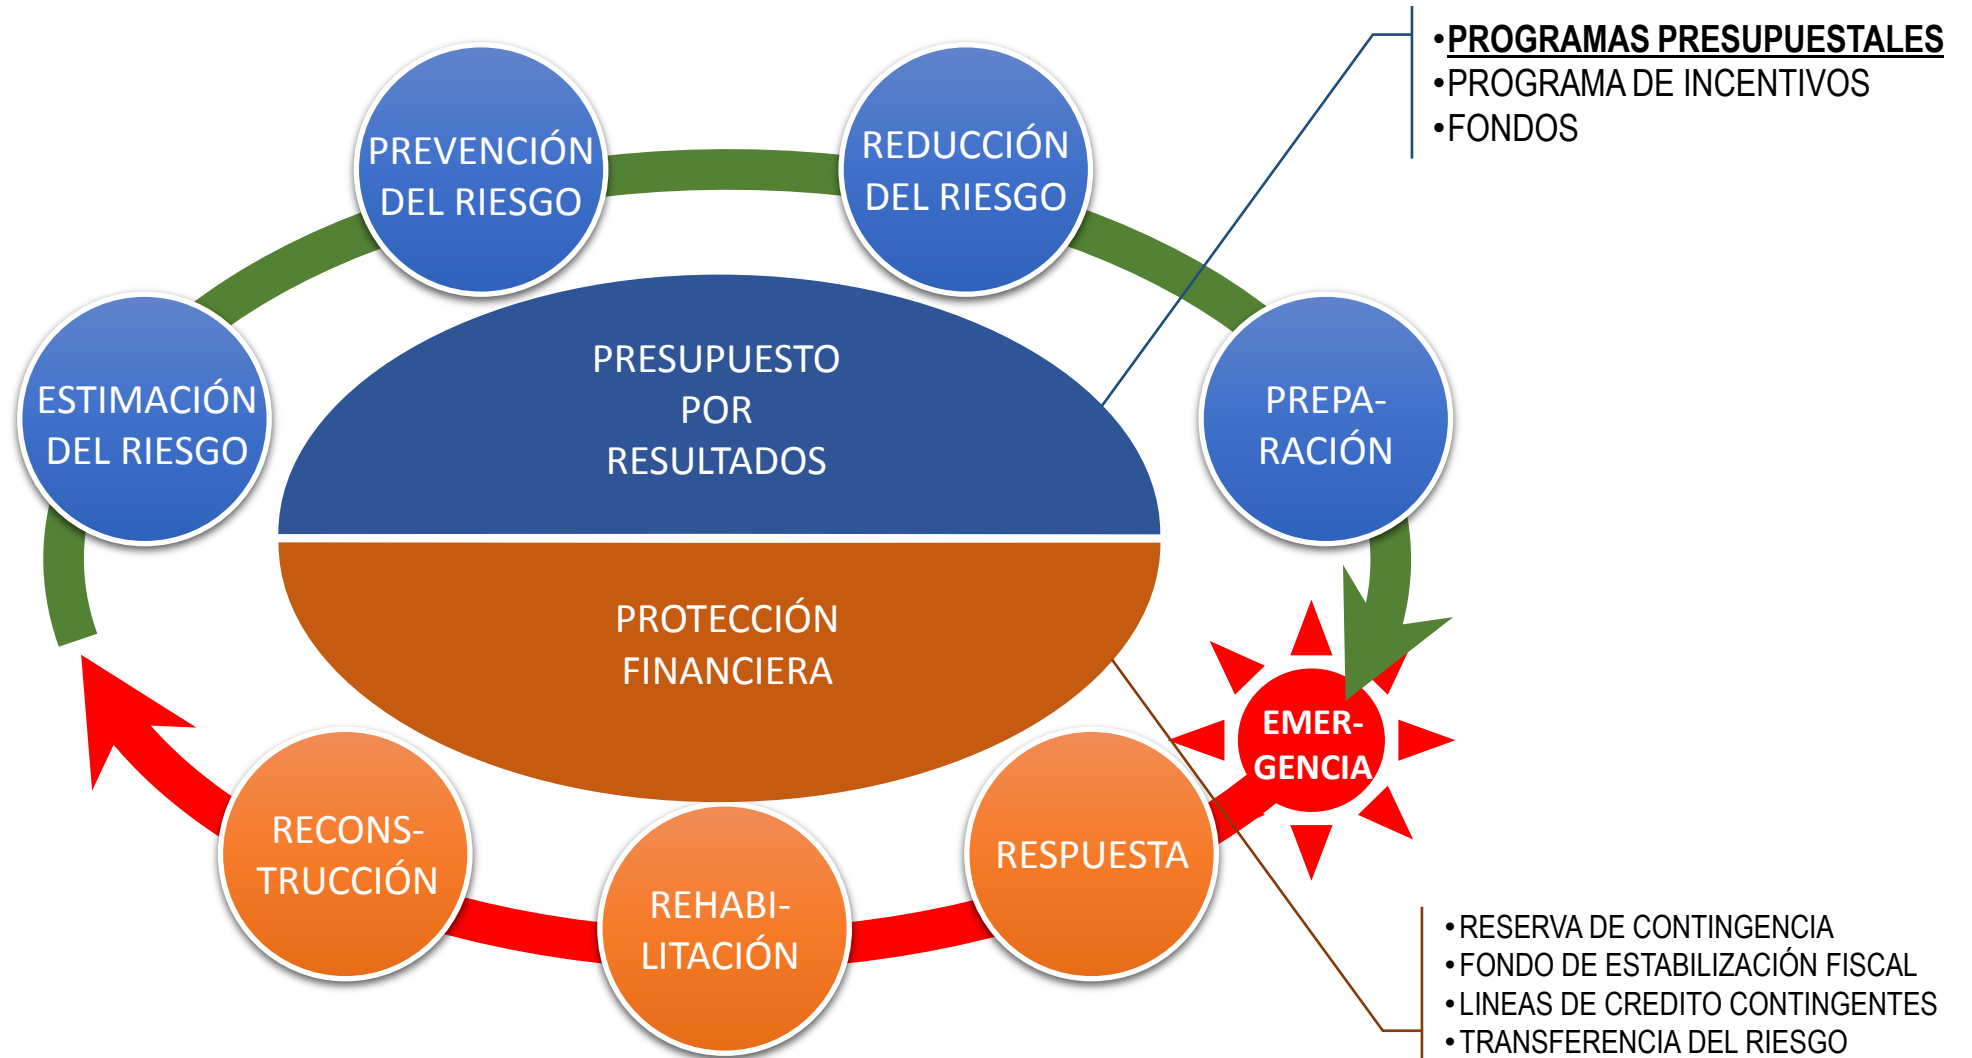 •PROGRAMAS PRESUPUESTALES
•PROGRAMA DE INCENTIVOS
•FONDOS
PREVENCIÓN
DEL RIESGO
REDUCCIÓN
DEL RIESGO
ESTIMACIÓN
DEL RIESGO
PREPA-
RACIÓN
PRESUPUESTO
POR
RESULTADOS
PROTECCIÓN
FINANCIERA
EMER-
GENCIA
RESPUESTA
REHABI-
LITACIÓN
RECONS-
TRUCCIÓN
•RESERVA DE CONTINGENCIA
•FONDO DE ESTABILIZACIÓN FISCAL
•LINEAS DE CREDITO CONTINGENTES
•TRANSFERENCIA DEL RIESGO